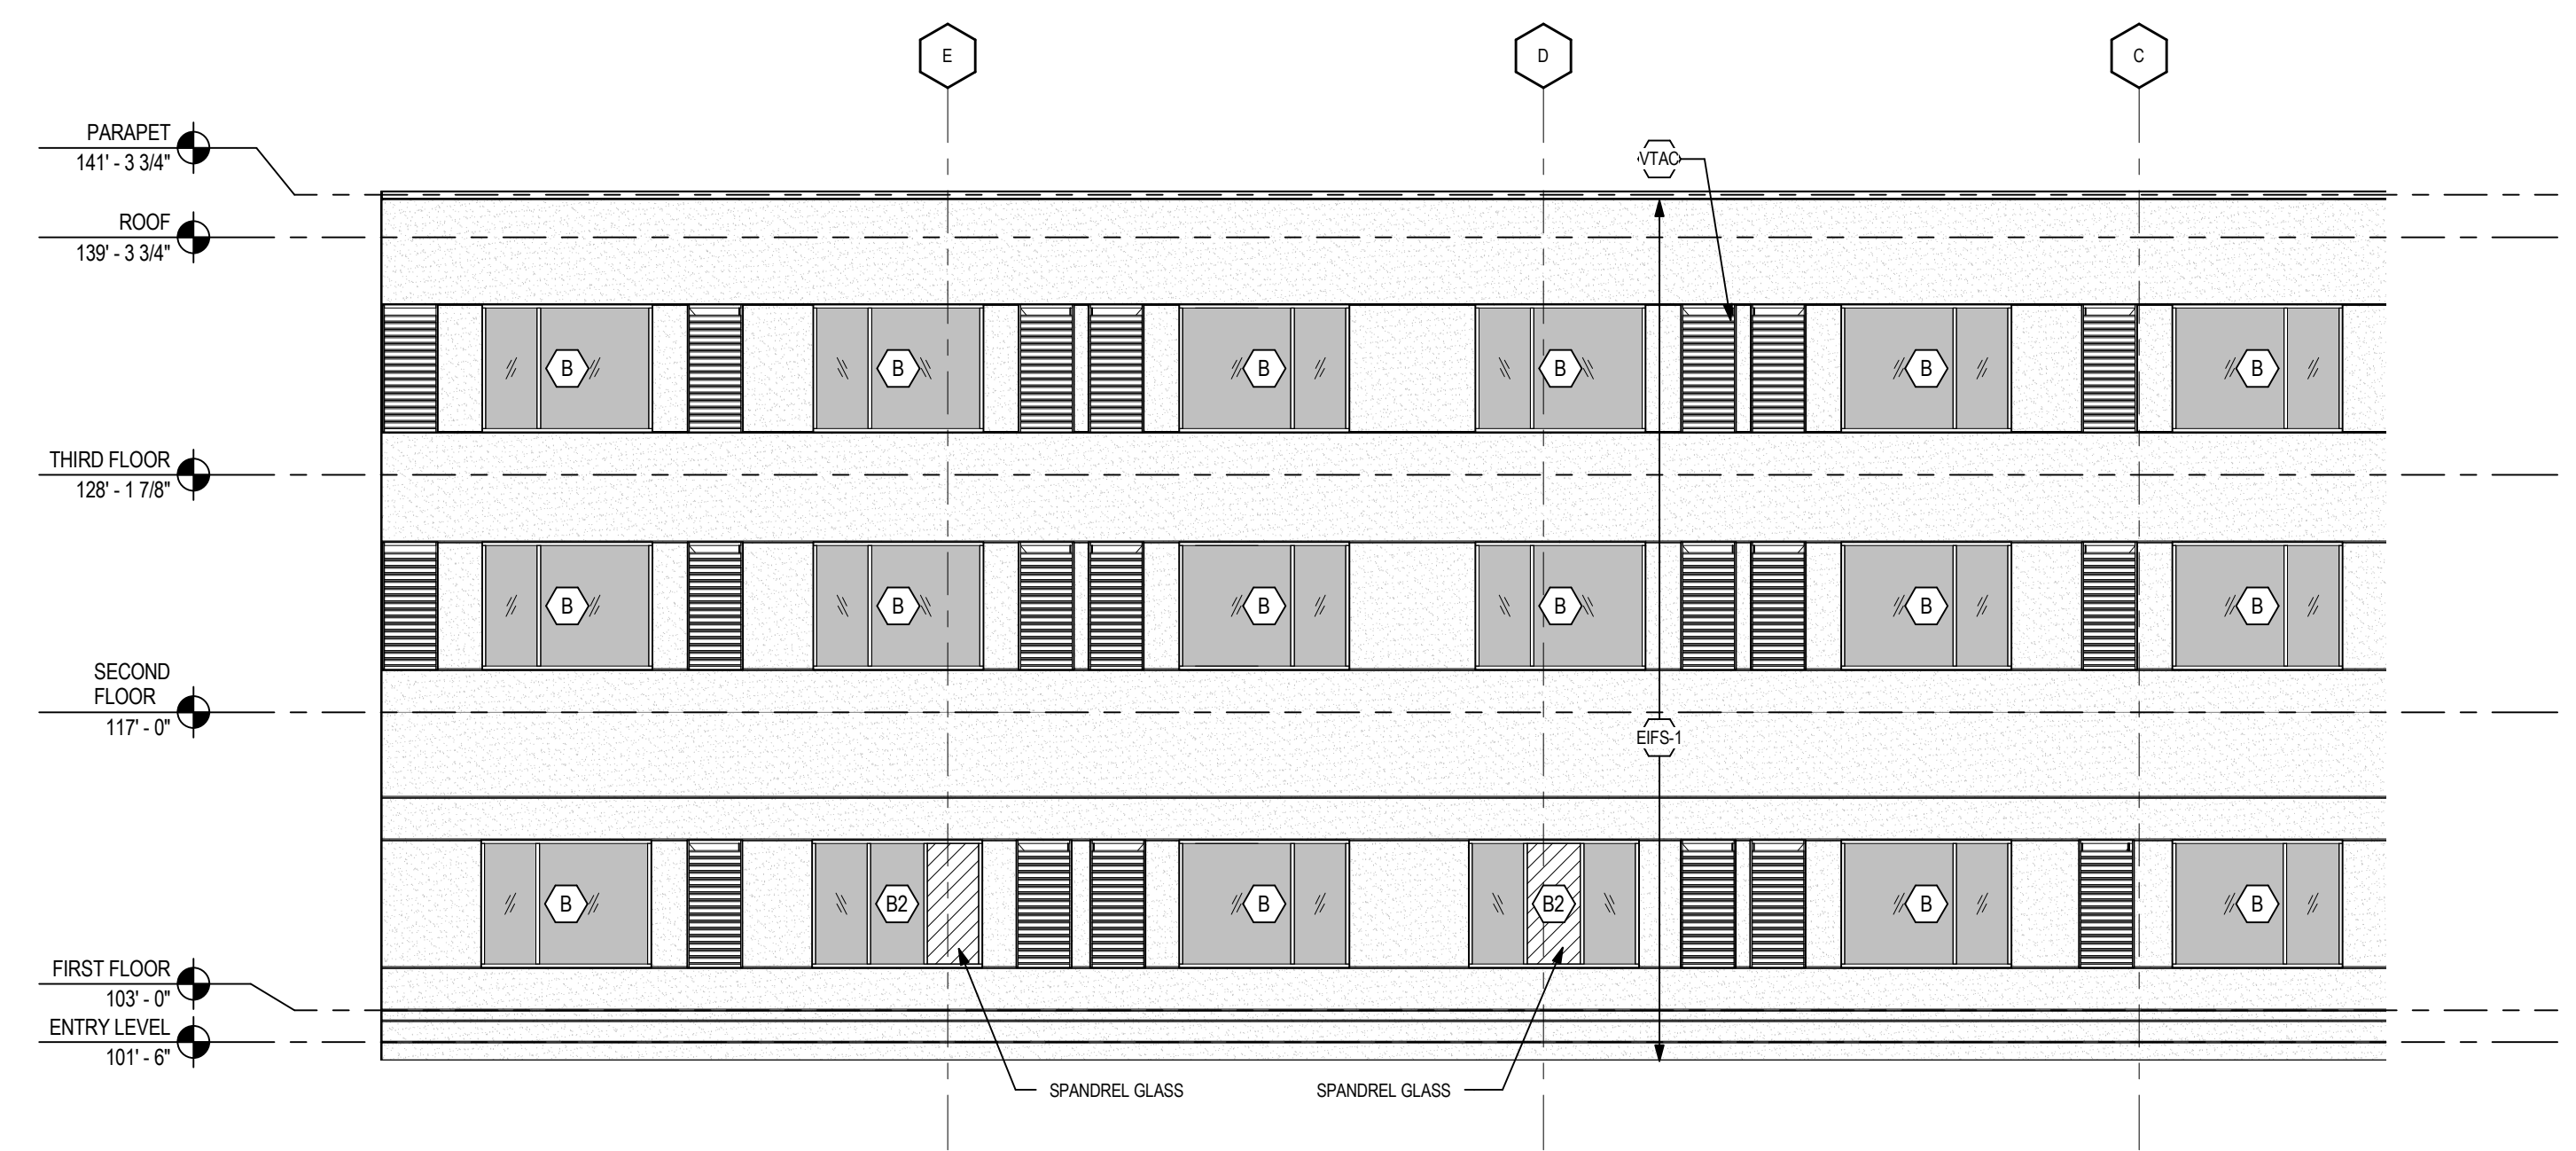 E
D
C
PARAPET
141' - 3 3/4"
VTAC
ROOF
139' - 3 3/4"
B
B
B
B
B
B
THIRD FLOOR
128' - 1 7/8"
B
B
B
B
B
B
SECOND
FLOOR
117' - 0"
EIFS-1
B
B2
B
B2
B
B
FIRST FLOOR
103' - 0"
ENTRY LEVEL
101' - 6"
SPANDREL GLASS
SPANDREL GLASS